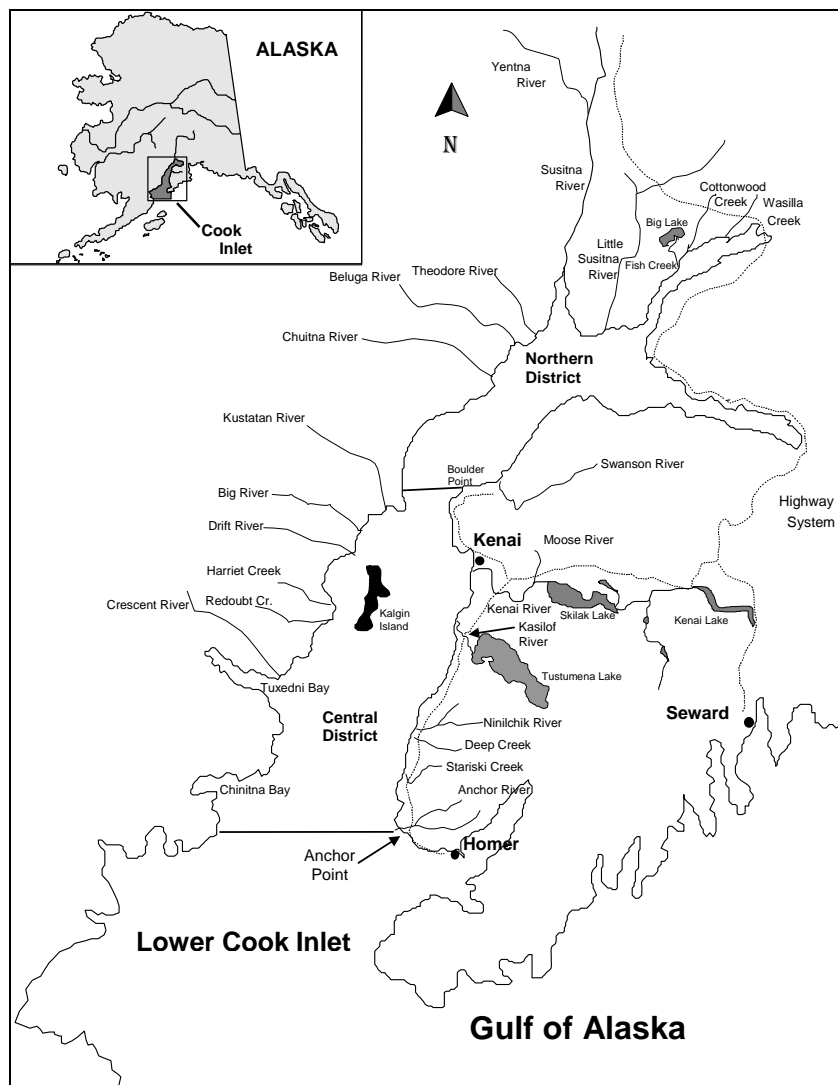 ALASKA
Cook
Inlet
Yentna
River
N
Susitna
River
Cottonwood
Creek
Wasilla
Creek
Big Lake
Little
Susitna
River
Fish Creek
Theodore River
Beluga River
Chuitna River
Northern
District
Kustatan River
Boulder
Point
Swanson River
Big River
Highway
System
Drift River
Kenai
Moose River
Harriet Creek
Crescent River
Redoubt Cr.
Kalgin
Island
Kenai River
Skilak Lake
Kenai Lake
Kasilof
River
Tuxedni Bay
Tustumena Lake
Central
District
Seward
Ninilchik River
Deep Creek
Stariski Creek
Chinitna Bay
Anchor River
Anchor
Point
Homer
Lower Cook Inlet
Gulf of Alaska